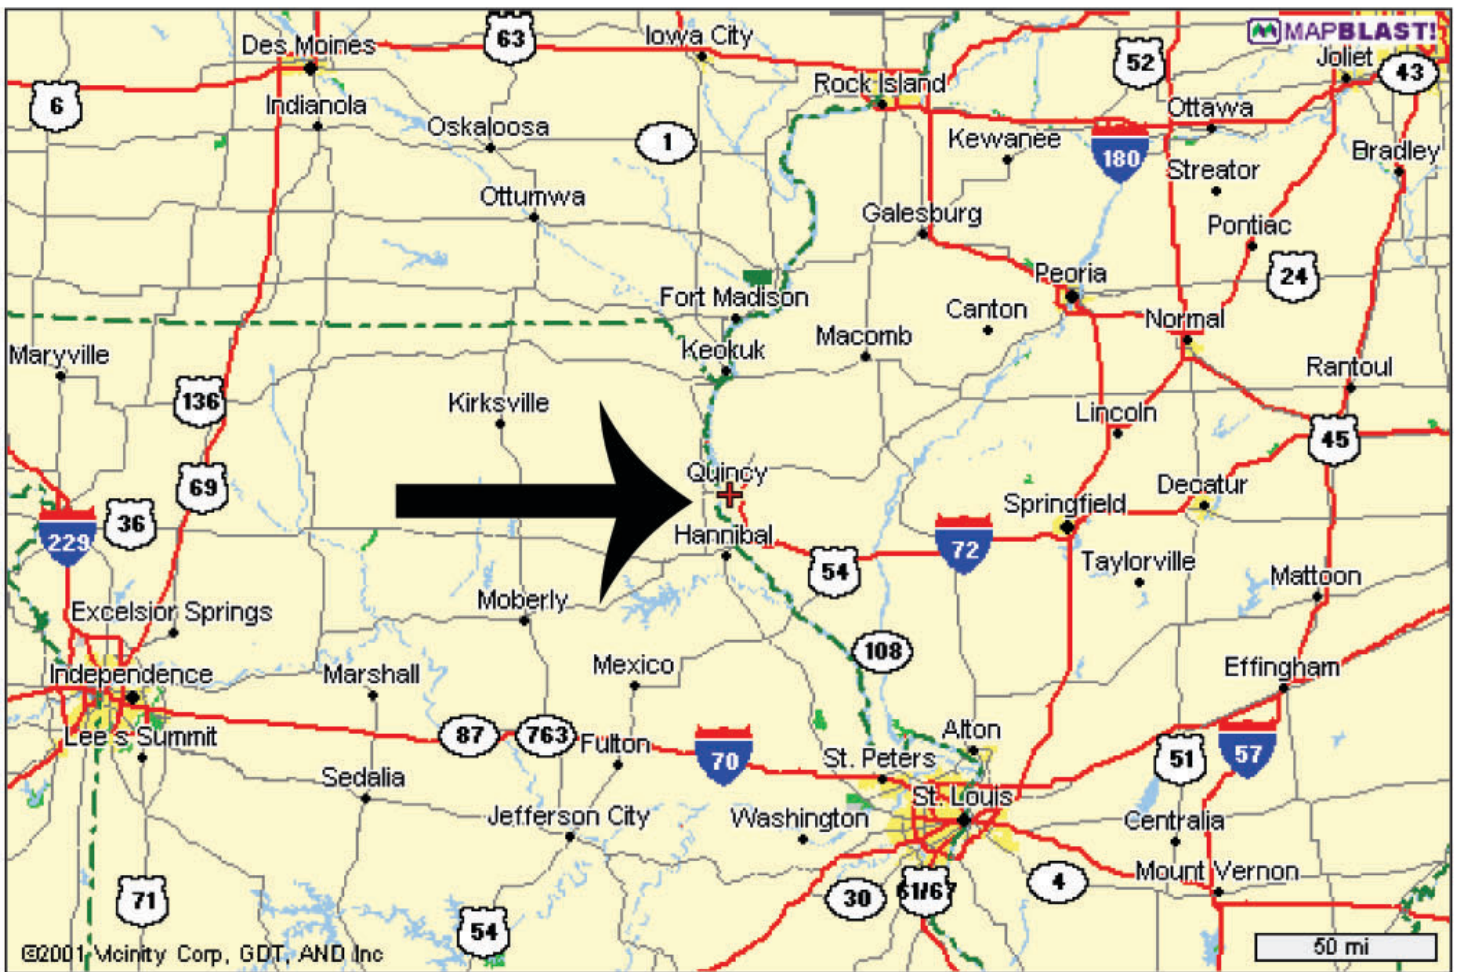 63
MAPBLAST!
Des Moines
Iowa City
52
Joliet
43
6
Rock Island
Indianola
Ottawa
Oskaloosa
1
Kewanee
180
Bradley
Streator
Ottumwa
Galesburg
Pontiac
24
Peoria
Fort Madison
Canton
Normal
Macomb
Keokuk
Maryville
Rantoul
136
Kirksville
Lincoln
45
Quincy
69
Decatur
Springfield
36
229
Hannibal
72
54
Taylorville
Mattoon
Moberly
Excelsior Springs
108
Mexico
Effingham
Independence
Marshall
Alton
87
763
Fulton
70
Lee s Summit
St. Peters
51
57
Sedalia
St. Louis
Jefferson City
Washington
Centralia
Mount Vernon
4
30
61/67
71
54
©2001 Vicinity Corp, GDT, AND Inc
50 mi